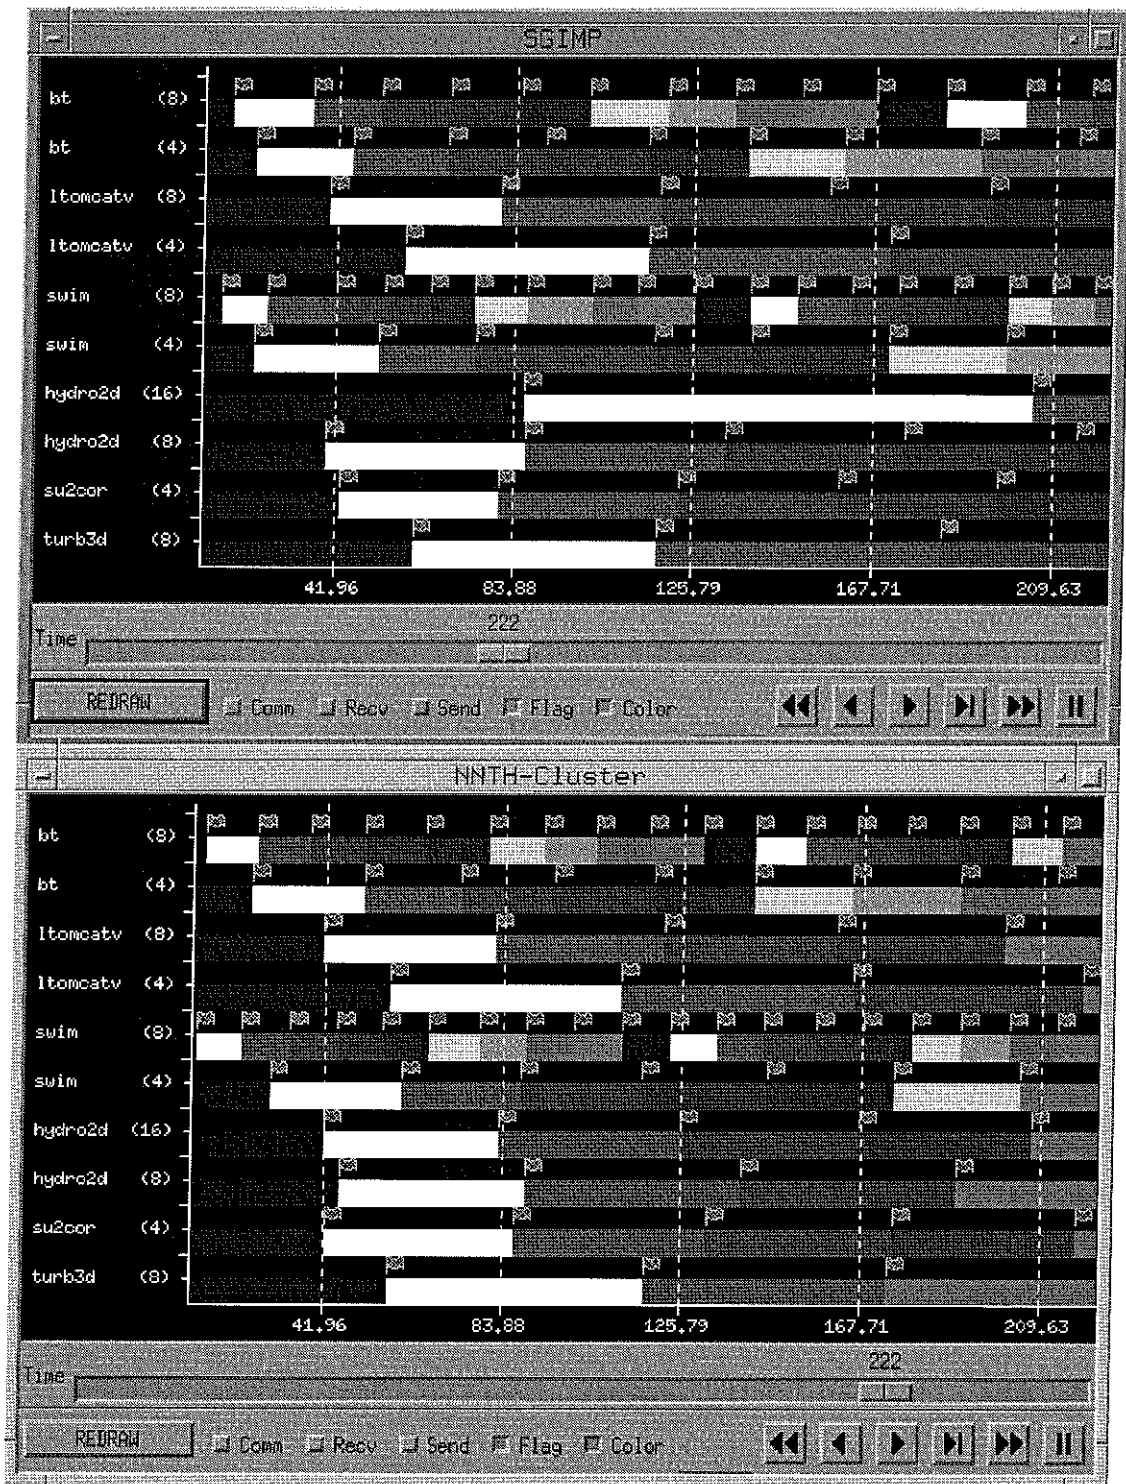 SGIMP
bt (8)
bt (4)
ltomcatv (8)
ltomcatv (4)
swim (8)
swim (4)
hydro2d (16)
hydro2d (8)
su2cor (4)
turb3d (8)
41.96 83.88 125.79 167.71 209.63
222
Time
REDRAW Comm Recv Send Flag Color
NNTH-Cluster
bt (8)
bt (4)
ltomcatv (8)
ltomcatv (4)
swim (8)
swim (4)
hydro2d (16)
hydro2d (8)
su2cor (4)
turb3d (8)
41.96 83.88 125.79 167.71 209.63
222
Time
REDRAW Comm Recv Send Flag Color